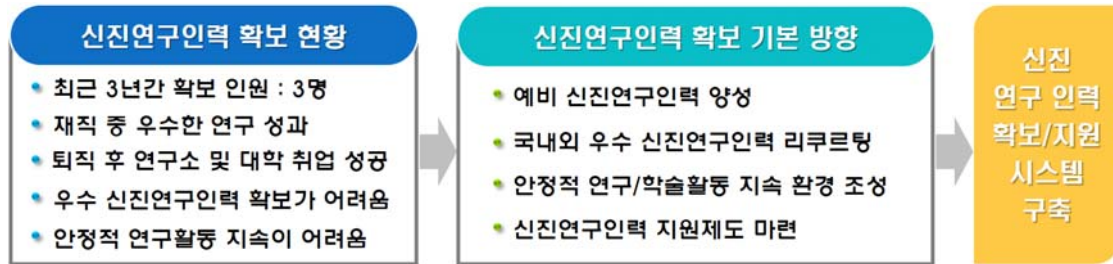 신진연구인력 확보 현황
최근 3년간 확보 인원 : 3명
재직 중 우수한 연구 성과
퇴직 후 연구소 및 대학 취업 성공
우수 신진연구인력 확보가 어려움
안정적 연구활동 지속이 어려움
신진연구인력 확보 기본 방향
예비 신진연구인력 양성
국내외 우수 신진연구인력 리쿠르팅
안정적 연구/학술활동 지속 환경 조성
신진연구인력 지원제도 마련
신진
연구 인력
확보/지원
시스템
구축